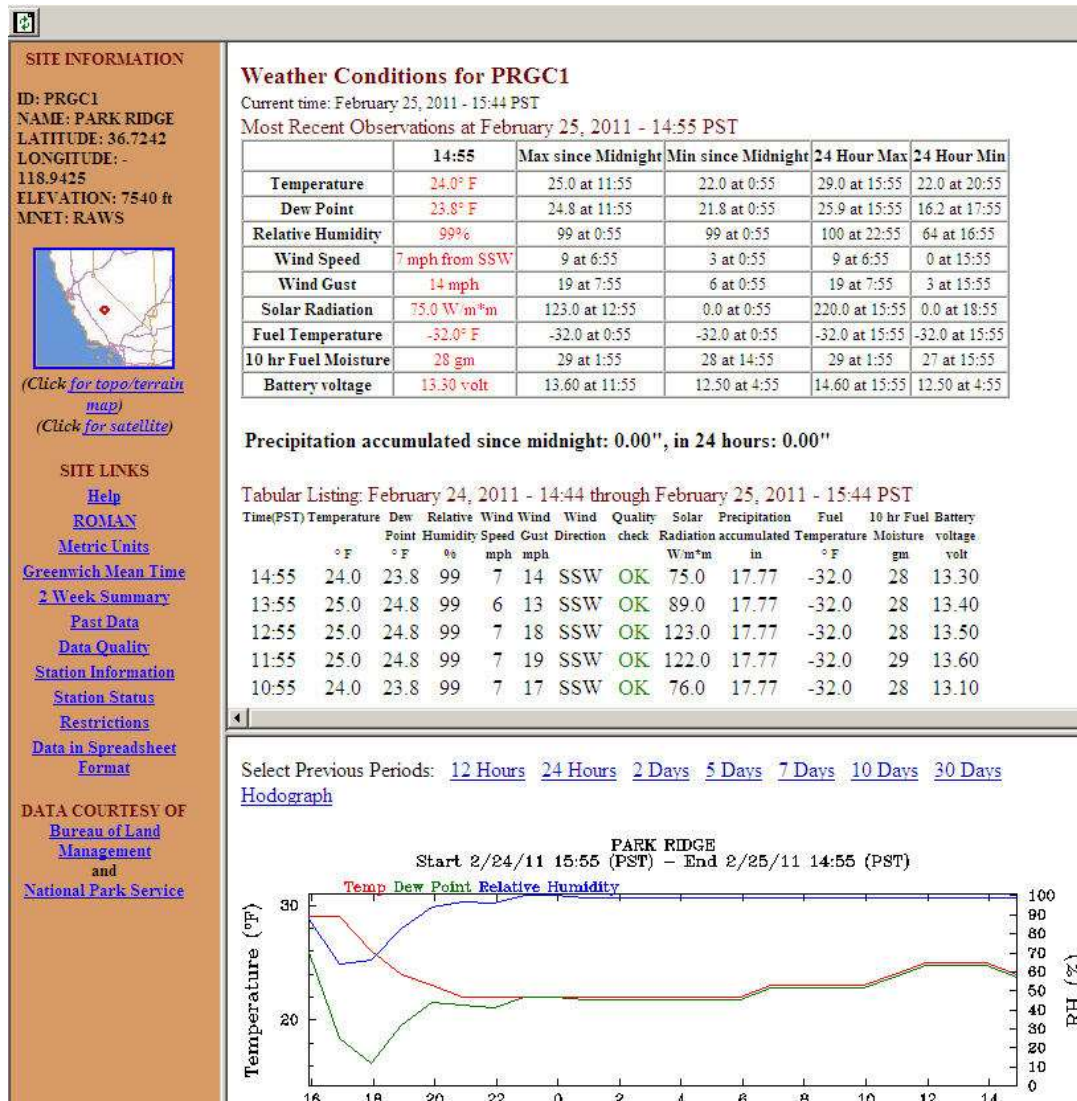 SITE INFORMATION
ID: PRGC1
NAME: PARK RIDGE
LATITUDE: 36.7242
LONGITUDE: -
118.9425
ELEVATION: 7540 ft
MNET: RAWS
(Click for topo/terrain
map)
(Click for satellite)
SITE LINKS
Help
ROMAN
Metric Units
Greenwich Mean Time
2 Week Summary
Past Data
Data Quality
Station Information
Station Status
Restrictions
Data in Spreadsheet
Format
DATA COURTESY OF
Bureau of Land
Management
and
National Park Service
Weather Conditions for PRGC1
Current time: February 25, 2011 - 15:44 PST
Most Recent Observations at February 25, 2011 - 14:55 PST
14:55 Max since Midnight Min since Midnight 24 Hour Max 24 Hour Min
Temperature 24.0° F 25.0 at 11:55 22.0 at 0:55 29.0 at 15:55 22.0 at 20:55
Dew Point 23.8° F 24.8 at 11:55 21.8 at 0:55 25.9 at 15:55 16.2 at 17:55
Relative Humidity 99% 99 at 0:55 99 at 0:55 100 at 22:55 64 at 16:55
Wind Speed 7 mph from SSW 9 at 6:55 3 at 0:55 9 at 6:55 0 at 15:55
Wind Gust 14 mph 19 at 7:55 6 at 0:55 19 at 7:55 3 at 15:55
Solar Radiation 75.0 W/m*m 123.0 at 12:55 0.0 at 0:55 220.0 at 15:55 0.0 at 18:55
Fuel Temperature -32.0° F -32.0 at 0:55 -32.0 at 0:55 -32.0 at 15:55 -32.0 at 15:55
10 hr Fuel Moisture 28 gm 29 at 1:55 28 at 14:55 29 at 1:55 27 at 15:55
Battery voltage 13.30 volt 13.60 at 11:55 12.50 at 4:55 14.60 at 15:55 12.50 at 4:55
Precipitation accumulated since midnight: 0.00", in 24 hours: 0.00"
Tabular Listing: February 24, 2011 - 14:44 through February 25, 2011 - 15:44 PST
Time(PST) Temperature Dew Relative Wind Wind Wind Quality Solar Precipitation Fuel 10 hr Fuel Battery
Point Humidity Speed Gust Direction check Radiation accumulated Temperature Moisture voltage
° F ° F % mph mph W/m*m in ° F gm volt
14:55 24.0 23.8 99 7 14 SSW OK 75.0 17.77 -32.0 28 13.30
13:55 25.0 24.8 99 6 13 SSW OK 89.0 17.77 -32.0 28 13.40
12:55 25.0 24.8 99 7 18 SSW OK 123.0 17.77 -32.0 28 13.50
11:55 25.0 24.8 99 7 19 SSW OK 122.0 17.77 -32.0 29 13.60
10:55 24.0 23.8 99 7 17 SSW OK 76.0 17.77 -32.0 28 13.10
Select Previous Periods: 12 Hours 24 Hours 2 Days 5 Days 7 Days 10 Days 30 Days
Hodograph
PARK RIDGE
Start 2/24/11 15:55 (PST) – End 2/25/11 14:55 (PST)
Temp Dew Point Relative Humidity
Temperature (°F)
30
20
100
90
80
70
60
50
40
30
20
10
0
RH (%)
16 18 20 22 0 2 4 6 8 10 12 14